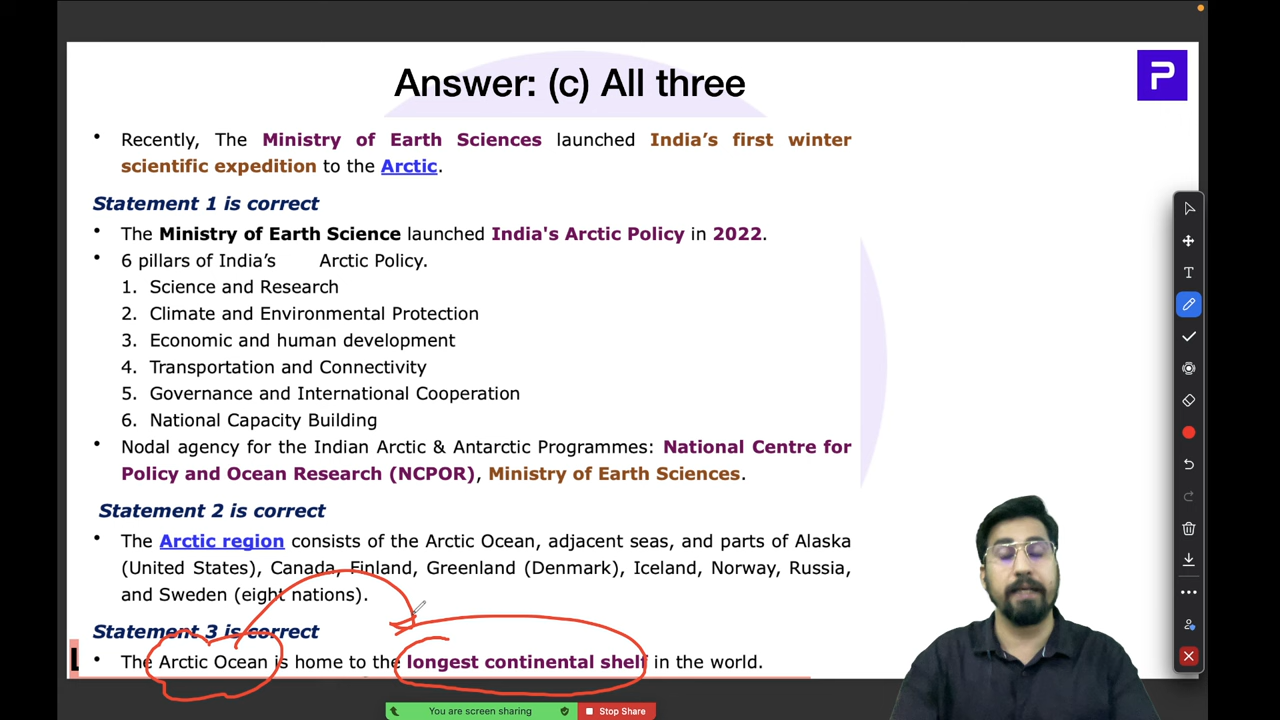 Answer: (c) All three
P
• Recently, The Ministry of Earth Sciences launched India’s first winter
scientific expedition to the Arctic.
Statement 1 is correct
• The Ministry of Earth Science launched India's Arctic Policy in 2022.
• 6 pillars of India’s Arctic Policy.
1. Science and Research
2. Climate and Environmental Protection
3. Economic and human development
4. Transportation and Connectivity
5. Governance and International Cooperation
6. National Capacity Building
• Nodal agency for the Indian Arctic & Antarctic Programmes: National Centre for
Policy and Ocean Research (NCPOR), Ministry of Earth Sciences.
Statement 2 is correct
• The Arctic region consists of the Arctic Ocean, adjacent seas, and parts of Alaska
(United States), Canada, Finland, Greenland (Denmark), Iceland, Norway, Russia,
and Sweden (eight nations).
Statement 3 is correct
• The Arctic Ocean is home to the longest continental shelf in the world.
T
You are screen sharing
Stop Share